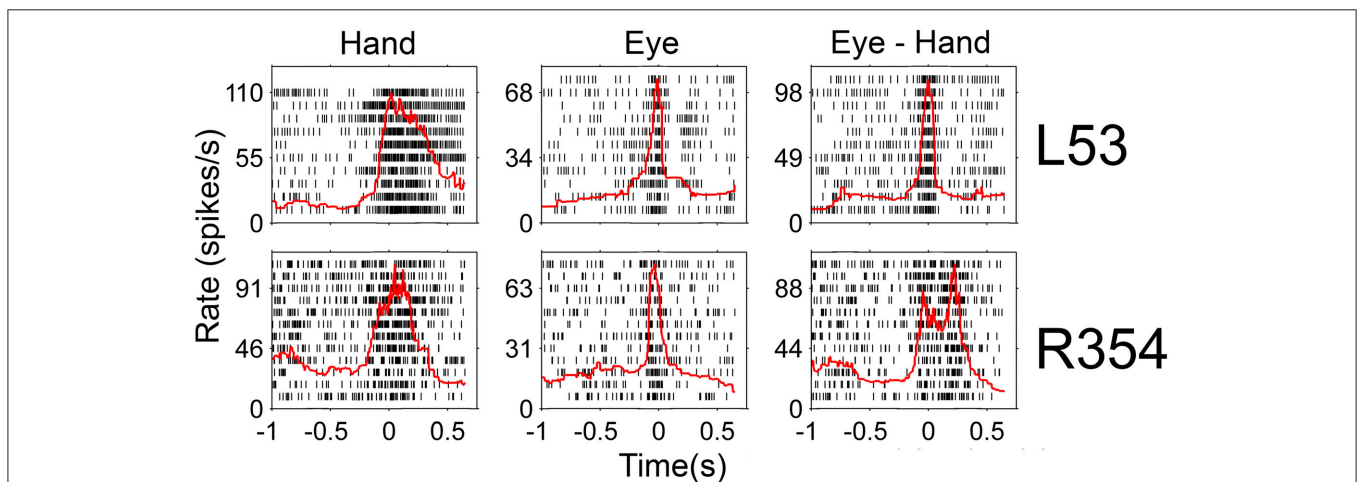 Hand Eye Eye - Hand
110 68 98
55 34 49
0 0 0
L53
Rate (spikes/s)
91 63 88
46 31 44
0 0 0
R354
-1 -0.5 0 0.5 -1 -0.5 0 0.5 -1 -0.5 0 0.5
Time(s)